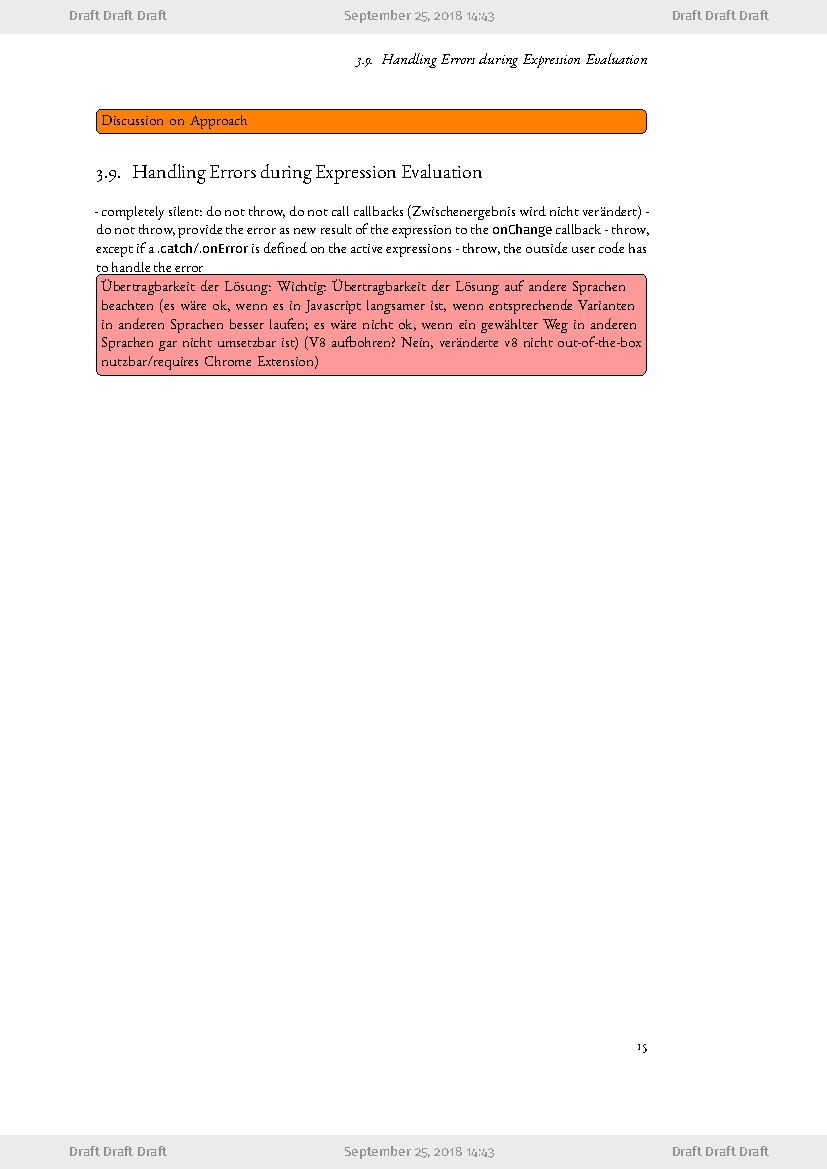 Draft Draft Draft September 25, 2018 14:43 Draft Draft Draft
3.9. Handling Errors during Expression Evaluation
Discussion on Approach
3.9. Handling Errors during Expression Evaluation
- completely silent: do not throw, do not call callbacks (Zwischenergebnis wird nicht verändert) -
do not throw, provide the error as new result of the expression to the onChange callback - throw,
except if a .catch/.onError is defined on the active expressions - throw, the outside user code has
to handle the error
Übertragbarkeit der Lösung: Wichtig: Übertragbarkeit der Lösung auf andere Sprachen
beachten (es wäre ok, wenn es in Javascript langsamer ist, wenn entsprechende Varianten
in anderen Sprachen besser laufen; es wäre nicht ok, wenn ein gewählter Weg in anderen
Sprachen gar nicht umsetzbar ist) (V8 aufbohren? Nein, veränderte v8 nicht out-of-the-box
nutzbar/requires Chrome Extension)
15
Draft Draft Draft September 25, 2018 14:43 Draft Draft Draft